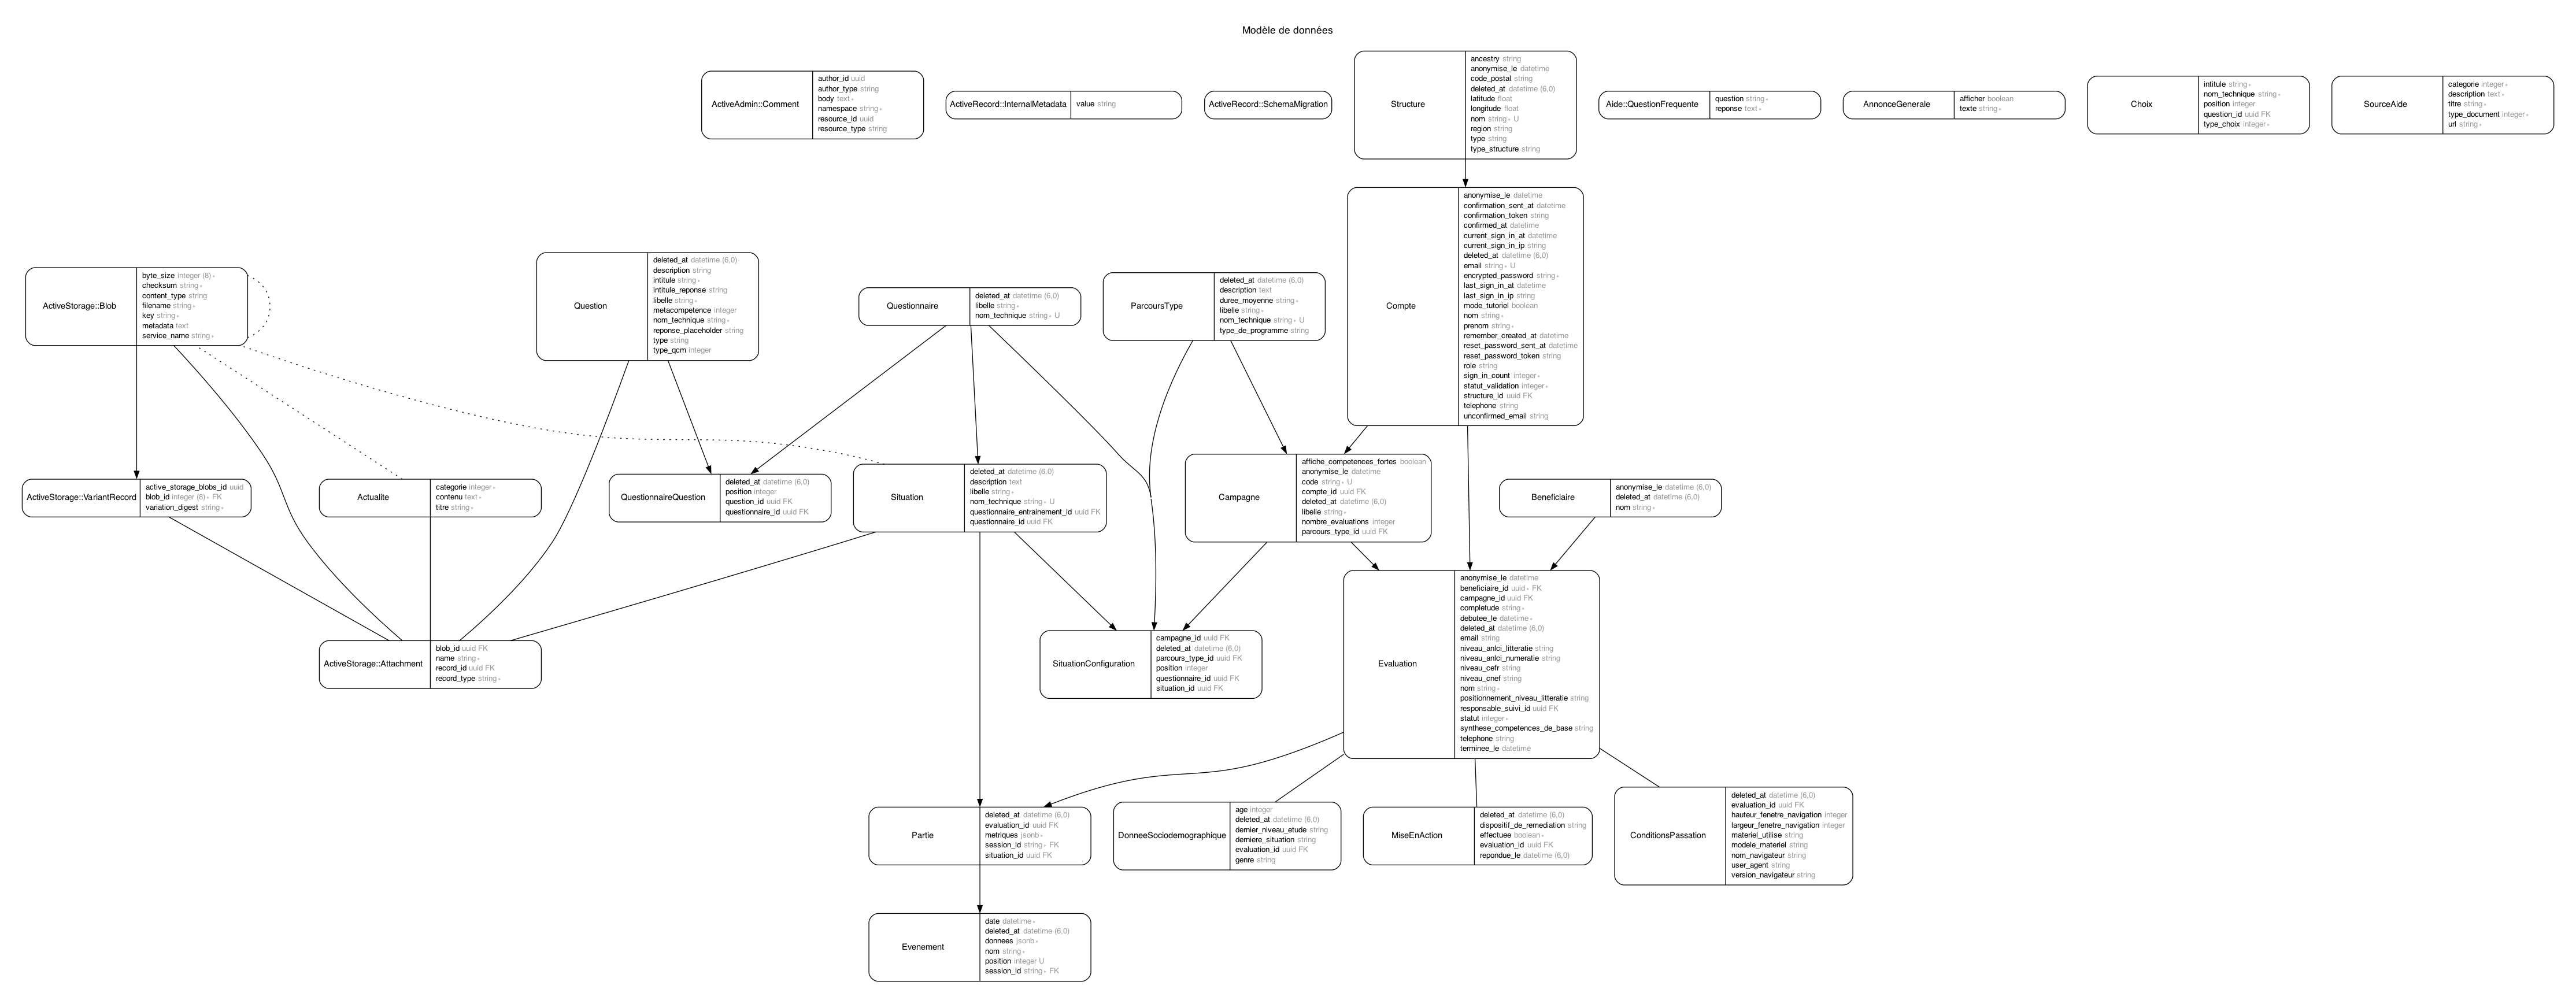 Modèle de données
ActiveAdmin::Comment
author_id uuid
author_type string
body text *
namespace string *
resource_id uuid
resource_type string
ActiveRecord::InternalMetadata
value string
ActiveRecord::SchemaMigration
Structure
ancestry string
anonymise_le datetime
code_postal string
deleted_at datetime (6,0)
latitude float
longitude float
nom string * U
region string
type string
type_structure string
Aide::QuestionFrequente
question string *
reponse text *
AnnonceGenerale
afficher boolean
texte string *
Choix
intitule string *
nom_technique string *
position integer
question_id uuid FK
type_choix integer *
SourceAide
categorie integer *
description text *
titre string *
type_document integer *
url string *
Compte
anonymise_le datetime
confirmation_sent_at datetime
confirmation_token string
confirmed_at datetime
current_sign_in_at datetime
current_sign_in_ip string
deleted_at datetime (6,0)
email string * U
encrypted_password string *
last_sign_in_at datetime
last_sign_in_ip string
mode_tutoriel boolean
nom string *
prenom string *
remember_created_at datetime
reset_password_sent_at datetime
reset_password_token string
role string
sign_in_count integer *
statut_validation integer *
structure_id uuid FK
telephone string
unconfirmed_email string
ActiveStorage::Blob
byte_size integer (8) *
checksum string *
content_type string
filename string *
key string *
metadata text
service_name string *
Question
deleted_at datetime (6,0)
description string
intitule string *
intitule_reponse string
libelle string *
metacompetence integer
nom_technique string *
reponse_placeholder string
type string
type_qcm integer
Questionnaire
deleted_at datetime (6,0)
libelle string *
nom_technique string * U
ParcoursType
deleted_at datetime (6,0)
description text
duree_moyenne string *
libelle string *
nom_technique string * U
type_de_programme string
ActiveStorage::VariantRecord
active_storage_blobs_id uuid
blob_id integer (8) * FK
variation_digest string *
Actualite
categorie integer *
contenu text *
titre string *
QuestionnaireQuestion
deleted_at datetime (6,0)
position integer
question_id uuid FK
questionnaire_id uuid FK
Situation
deleted_at datetime (6,0)
description text
libelle string *
nom_technique string * U
questionnaire_entrainement_id uuid FK
questionnaire_id uuid FK
Campagne
affiche_competences_fortes boolean
anonymise_le datetime
code string * U
compte_id uuid FK
deleted_at datetime (6,0)
libelle string *
nombre_evaluations integer
parcours_type_id uuid FK
Beneficiaire
anonymise_le datetime (6,0)
deleted_at datetime (6,0)
nom string *
ActiveStorage::Attachment
blob_id uuid FK
name string *
record_id uuid FK
record_type string *
SituationConfiguration
campagne_id uuid FK
deleted_at datetime (6,0)
parcours_type_id uuid FK
position integer
questionnaire_id uuid FK
situation_id uuid FK
Evaluation
anonymise_le datetime
beneficiaire_id uuid * FK
campagne_id uuid FK
completude string *
debutee_le datetime *
deleted_at datetime (6,0)
email string
niveau_anlci_litteratie string
niveau_anlci_numeratie string
niveau_cefr string
niveau_cnef string
nom string *
positionnement_niveau_litteratie string
responsable_suivi_id uuid FK
statut integer *
synthese_competences_de_base string
telephone string
terminee_le datetime
Partie
deleted_at datetime (6,0)
evaluation_id uuid FK
metriques jsonb *
session_id string * FK
situation_id uuid FK
DonneeSociodemographique
age integer
deleted_at datetime (6,0)
dernier_niveau_etude string
derniere_situation string
evaluation_id uuid FK
genre string
MiseEnAction
deleted_at datetime (6,0)
dispositif_de_remediation string
effectuee boolean *
evaluation_id uuid FK
repondue_le datetime (6,0)
ConditionsPassation
deleted_at datetime (6,0)
evaluation_id uuid FK
hauteur_fenetre_navigation integer
largeur_fenetre_navigation integer
materiel_utilise string
modele_materiel string
nom_navigateur string
user_agent string
version_navigateur string
Evenement
date datetime *
deleted_at datetime (6,0)
donnees jsonb *
nom string *
position integer U
session_id string * FK